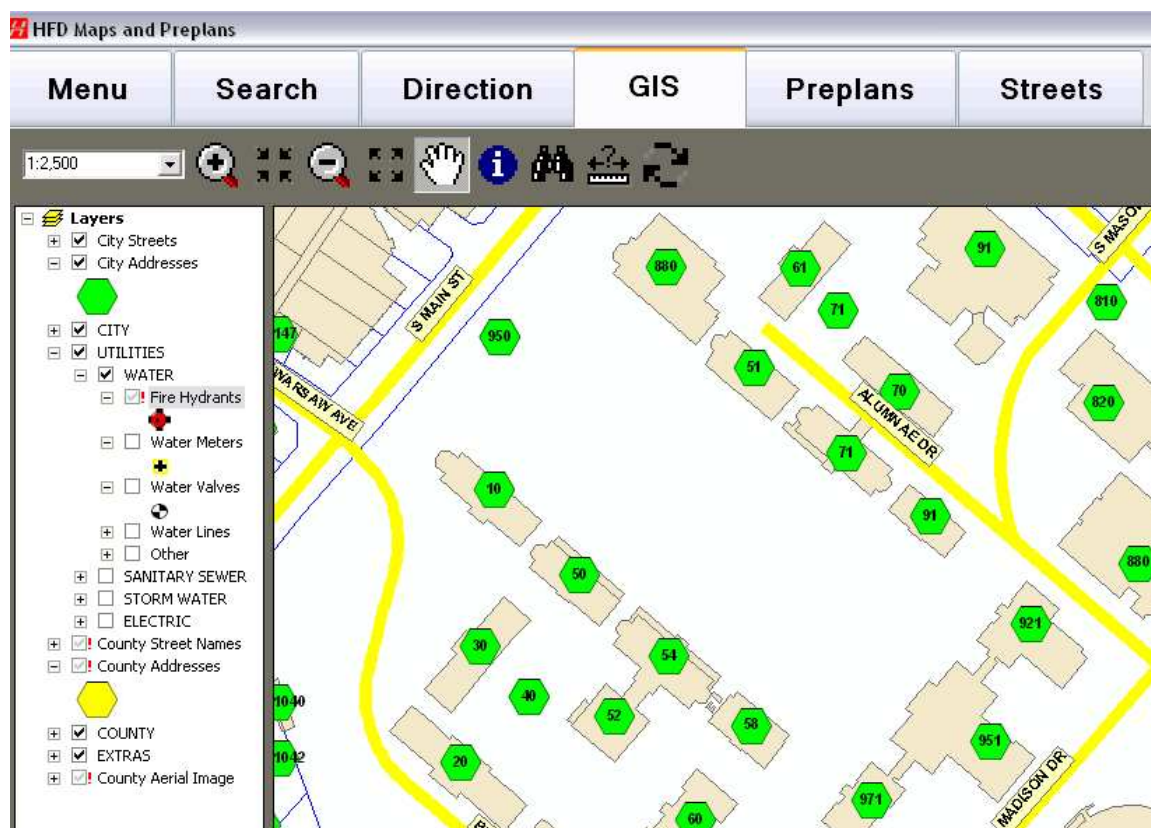 HFD Maps and Preplans
Menu Search Direction GIS Preplans Streets
1:2,500
Layers
City Streets
City Addresses
CITY
UTILITIES
WATER
Fire Hydrants
Water Meters
Water Valves
Water Lines
Other
SANITARY SEWER
STORM WATER
ELECTRIC
County Street Names
County Addresses
COUNTY
EXTRAS
County Aerial Image
S MAIN ST
WARSAW AVE
S MASON
ALUMNAE DR
MADISON DR
880
61
91
71
810
147
950
51
70
820
71
10
91
50
880
30
54
921
1040
40
52
58
951
1042
20
971
60